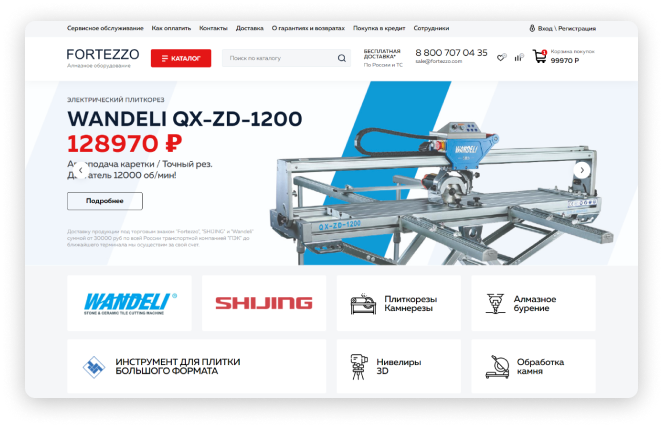 Сервисное обслуживание Как оплатить Контакты Доставка О гарантиях и возвратах Покупка в кредит Сотрудники Вход \ Регистрация
FORTEZZO
Алмазное оборудование
КАТАЛОГ
Поиск по каталогу
БЕСПЛАТНАЯ
ДОСТАВКА*
По России и ТС
8 800 707 04 35
sale@fortezzo.com
Корзина покупок
99970 Р
ЭЛЕКТРИЧЕСКИЙ ПЛИТКОРЕЗ
WANDELI QX-ZD-1200
128970 ₽
Автоподача каретки / Точный рез.
Двигатель 12000 об/мин!
Подробнее
Доставку продукции под торговым знаком "Fortezzo", "SHIJING" и "Wandeli"
суммой от 30000 руб по всей России транспортной компанией "ПЭК" до
ближайшего терминала мы осуществим за свой счет.
WANDELI
QX-ZD-1200
WANDELI®
STONE & CERAMIC TILE CUTTING MACHINE
SHIJING
Плиткорезы
Камнерезы
Алмазное
бурение
ИНСТРУМЕНТ ДЛЯ ПЛИТКИ
БОЛЬШОГО ФОРМАТА
Нивелиры
3D
Обработка
камня